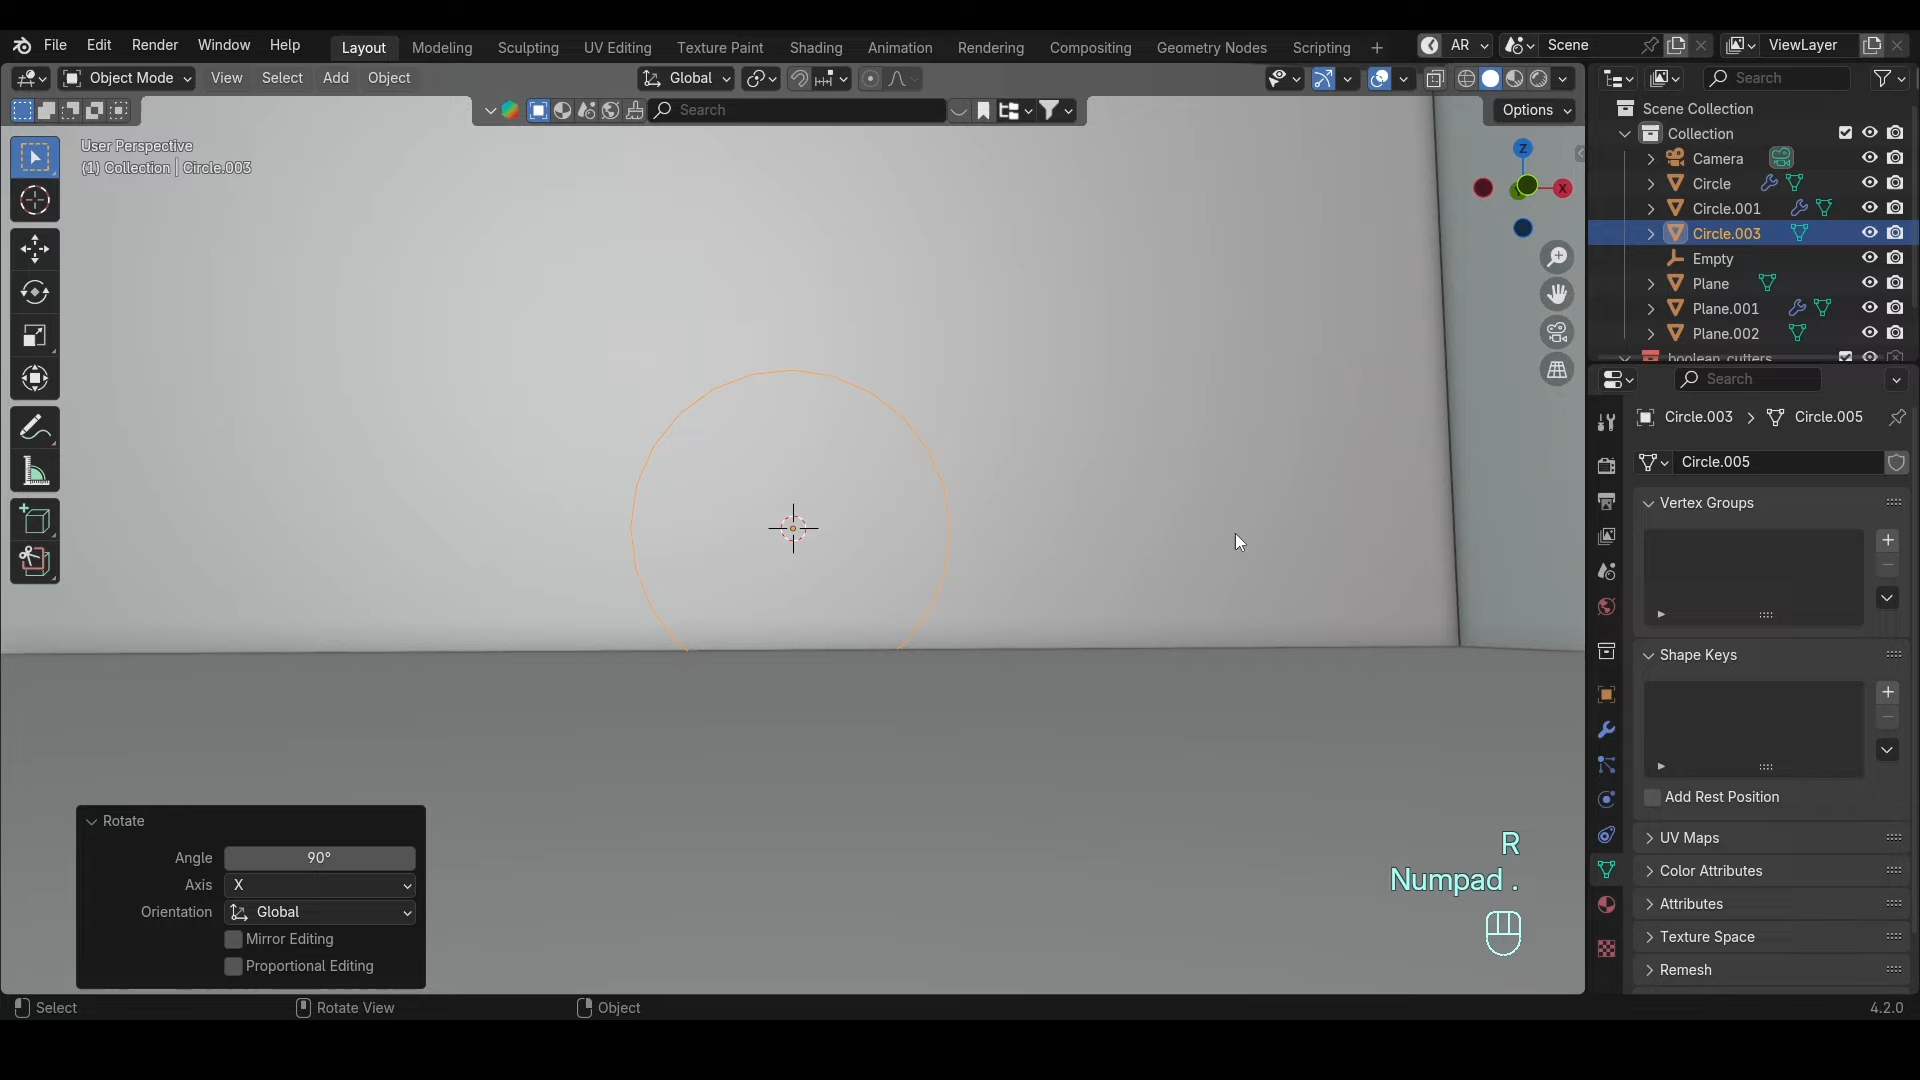 File Edit Render Window Help Layout Modeling Sculpting UV Editing Texture Paint Shading Animation Rendering Compositing Geometry Nodes Scripting + AR Scene ViewLayer
Object Mode View Select Add Object Global Search
Search Options
User Perspective
(1) Collection | Circle.003
Z
X
Scene Collection
Collection
Camera
Circle
Circle.001
Circle.003
Empty
Plane
Plane.001
Plane.002
boolean_cutters
Search
Circle.003 > Circle.005
Circle.005
Vertex Groups
Shape Keys
Add Rest Position
UV Maps
Color Attributes
Attributes
Texture Space
Remesh
Rotate
Angle 90°
Axis X
Orientation Global
Mirror Editing
Proportional Editing
R
Numpad .
Select Rotate View Object 4.2.0